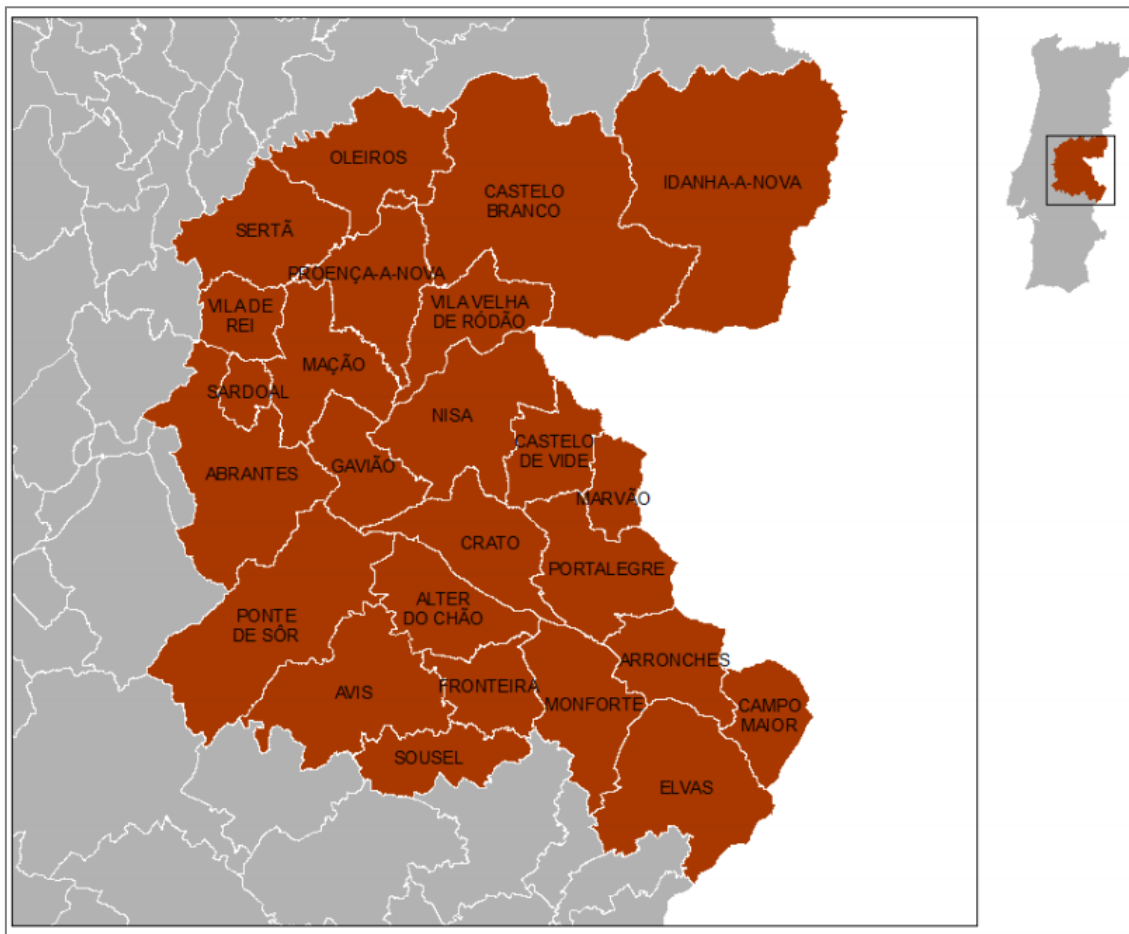 OLEIROS
IDANHA-A-NOVA
CASTELO
BRANCO
SERTÃ
PROENÇA-A-NOVA
VILA DE
REI
VILA VELHA
DE RÓDÃO
MAÇÃO
SARDOAL
NISA
CASTELO
DE VIDE
ABRANTES
GAVIÃO
MARVÃO
CRATO
PORTALEGRE
ALTER
DO CHÃO
PONTE
DE SÔR
ARRONCHES
AVIS
FRONTEIRA
MONFORTE
CAMPO
MAIOR
SOUSEL
ELVAS